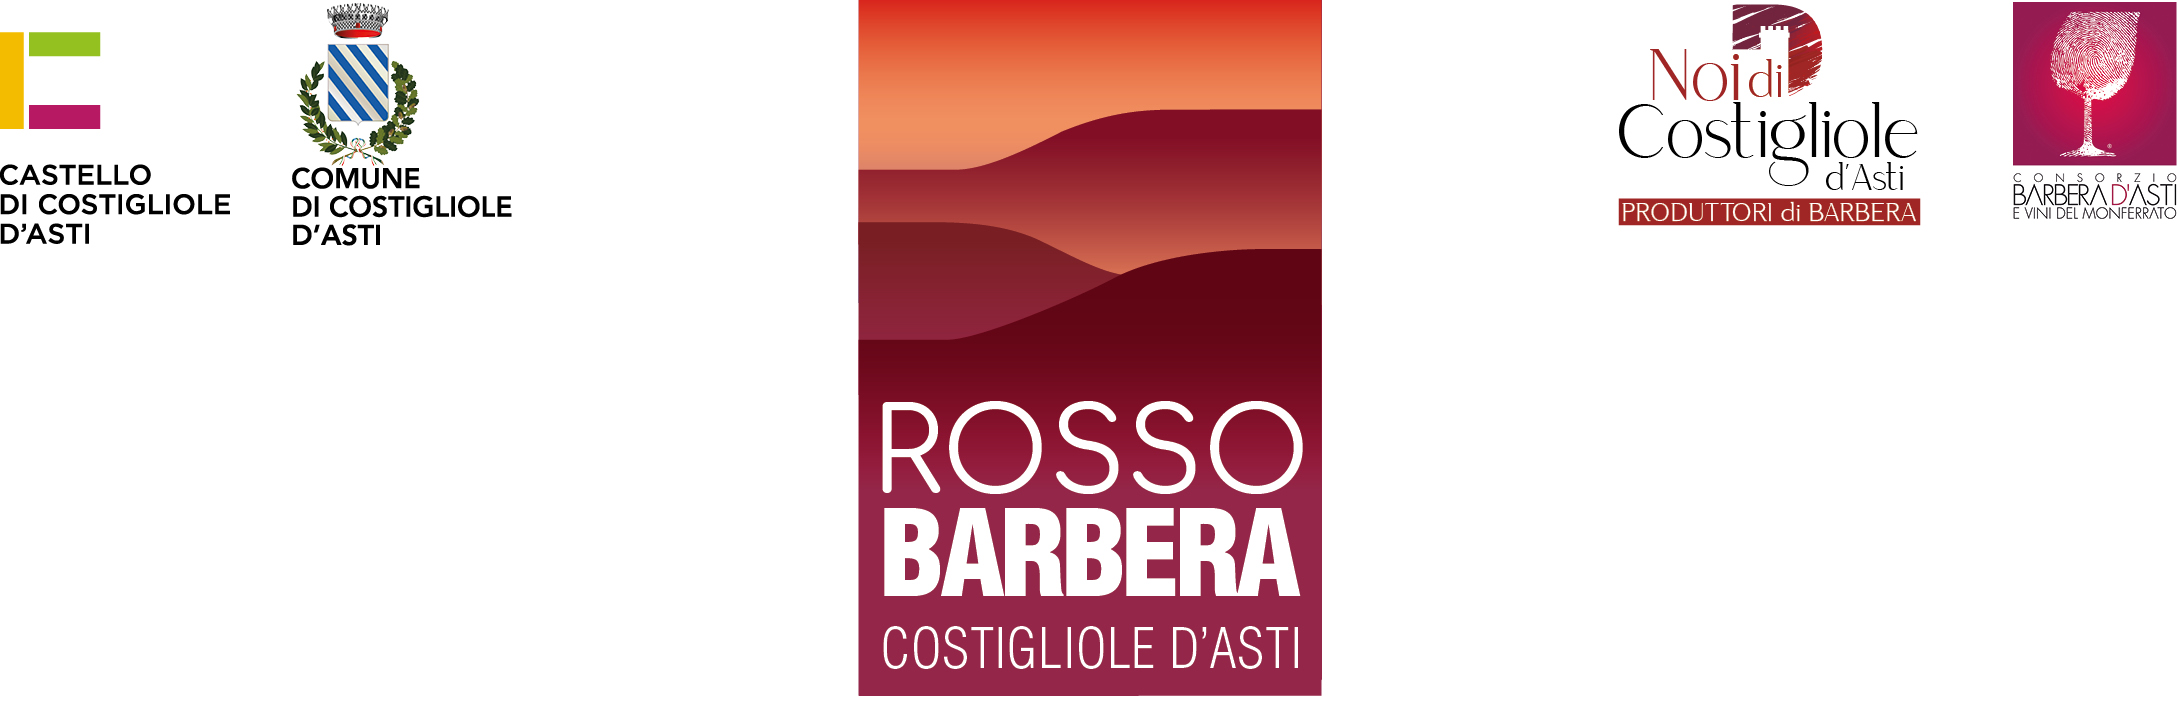 CASTELLO
DI COSTIGLIOLE
D'ASTI
COMUNE
DI COSTIGLIOLE
D'ASTI
ROSSO
BARBERA
COSTIGLIOLE D'ASTI
Noi di
Costigliole
d'Asti
PRODUTTORI di BARBERA
®
CONSORZIO
BARBERA D'ASTI
E VINI DEL MONFERRATO